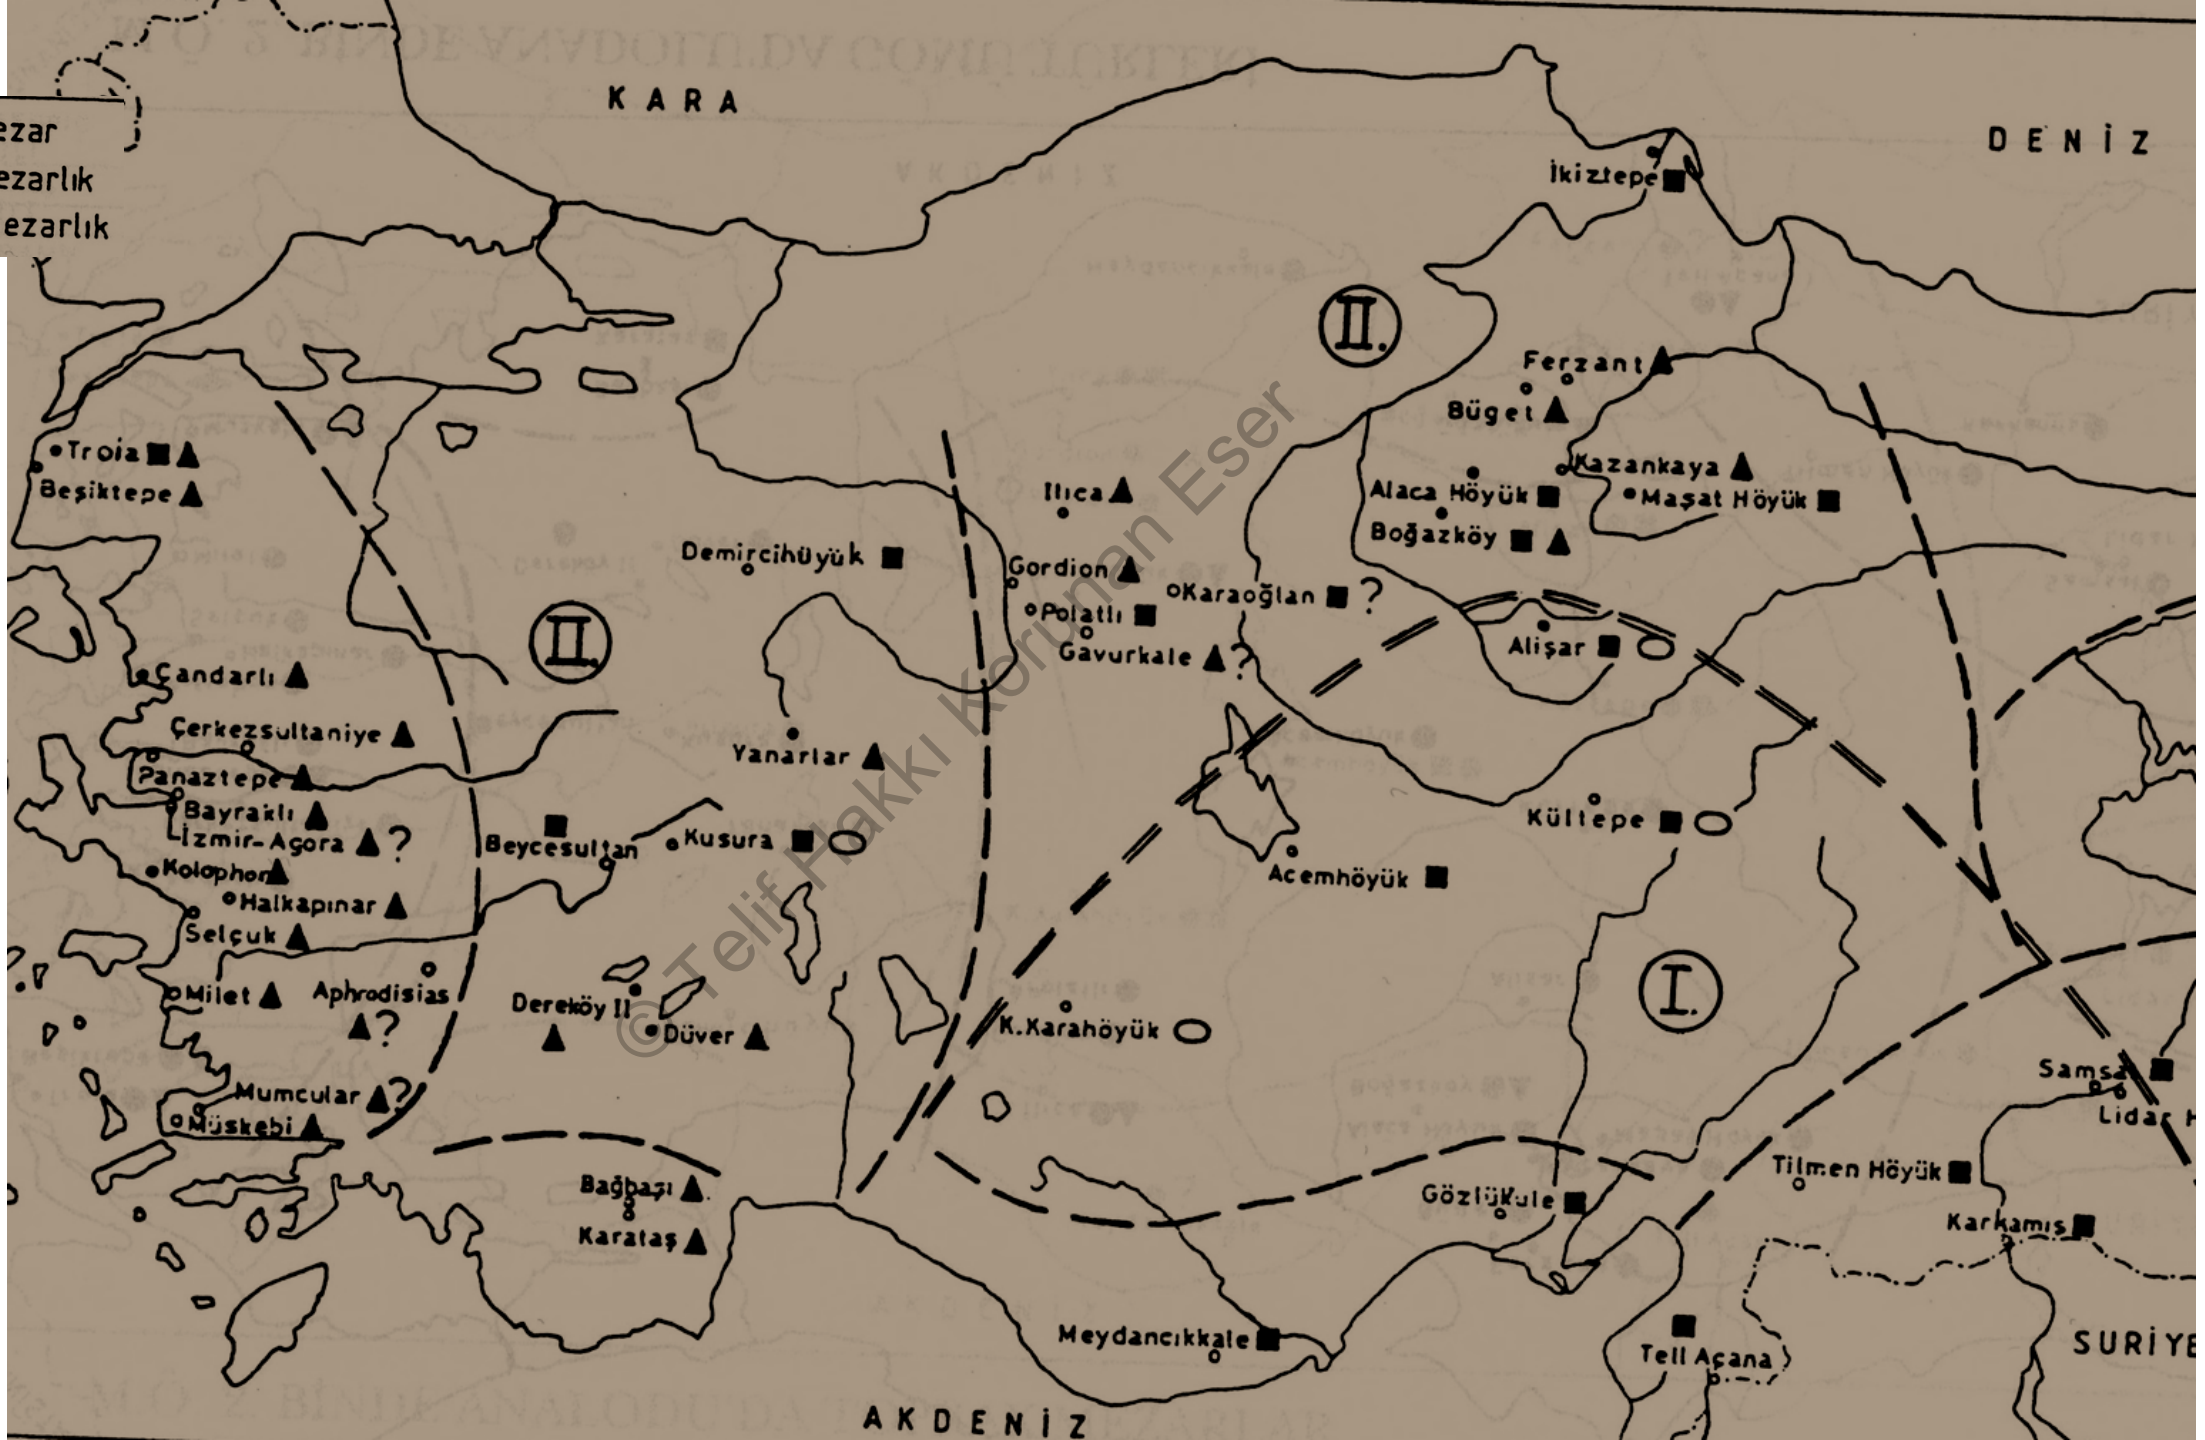 KARA
DENİZ
ezar
ezarlık
ezarlık
İkiztepe
II.
Ferzant
Büget
Troia
Beşiktepe
Kazankaya
Ilıca
Alaca Höyük
Maşat Höyük
Boğazköy
Demircihüyük
Gordion
Karaoğlan ?
Polatlı
Gavurkale ?
Alişar
II.
Çandarlı
Çerkezsultaniye
Yanarlar
Panaztepe
Bayraklı
İzmir-Agora ?
Beycesultan
Kusura
Kültepe
Kolophon
Acemhöyük
Halkapınar
Selçuk
Milet
Aphrodisias
?
Dereköy II
Düver
K.Karahöyük
I.
Samsa
Lidar H
Mumcular ?
Müskebi
Bağbaşı
Karataş
Gözlükule
Tilmen Höyük
Karkamış
Meydancıkkale
Tell Açana
SURİYE
AKDENİZ
© Telif Hakkı Korunan Eser